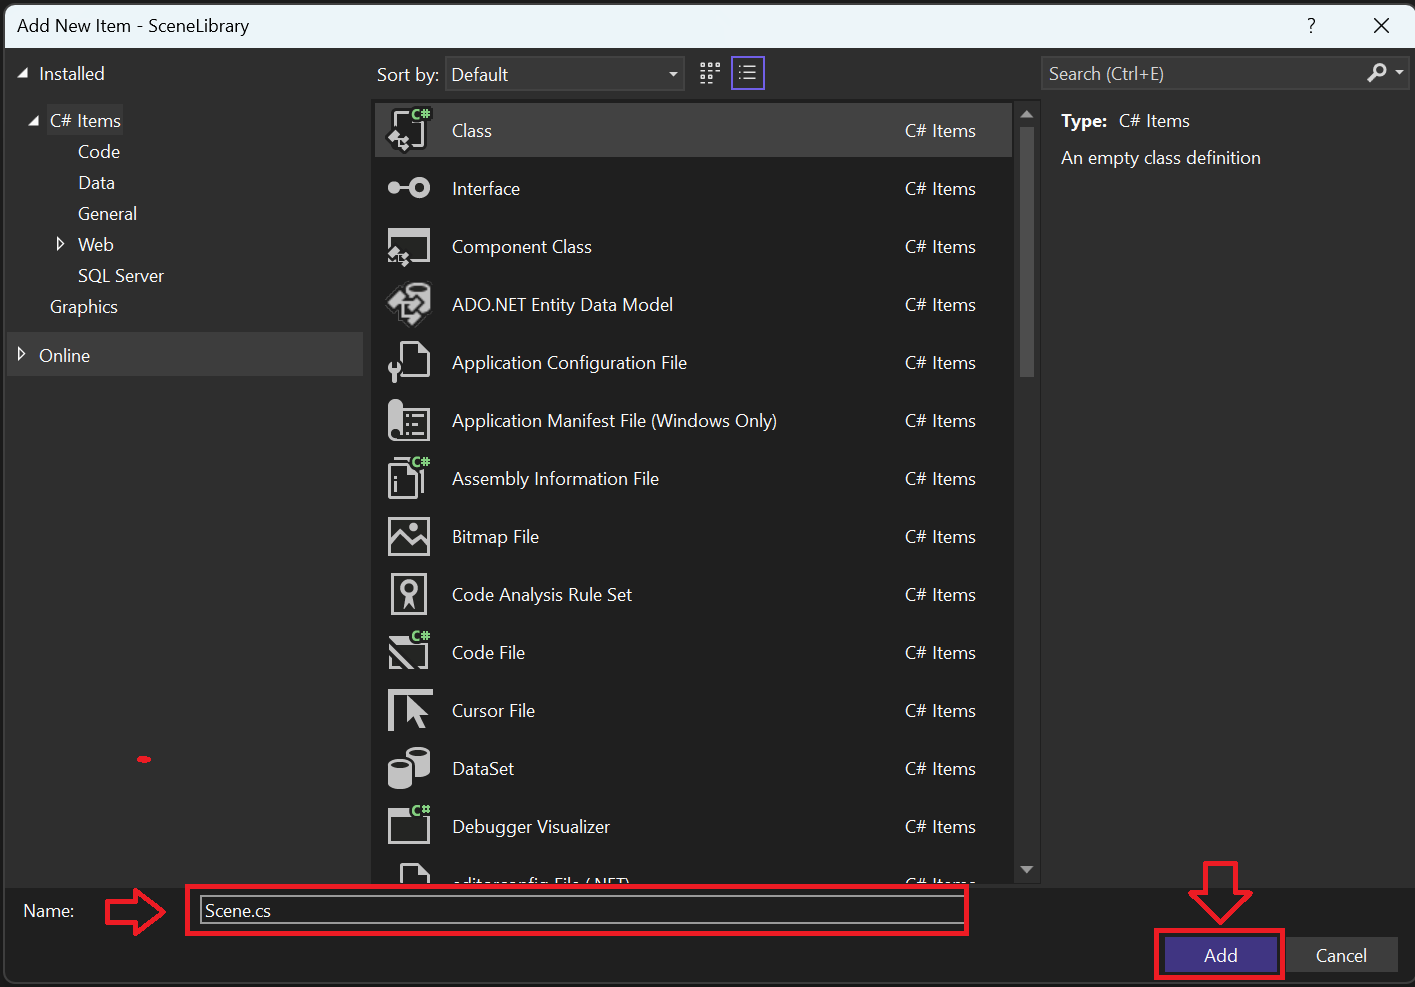 Add New Item - SceneLibrary ?
Installed
C# Items
Code
Data
General
Web
SQL Server
Graphics
Online
Sort by: Default
Class C# Items
Interface C# Items
Component Class C# Items
ADO.NET Entity Data Model C# Items
Application Configuration File C# Items
Application Manifest File (Windows Only) C# Items
Assembly Information File C# Items
Bitmap File C# Items
Code Analysis Rule Set C# Items
Code File C# Items
Cursor File C# Items
DataSet C# Items
Debugger Visualizer C# Items
editorconfig File (.NET) C# Items
Search (Ctrl+E)
Type: C# Items
An empty class definition
Name: Scene.cs
Add Cancel